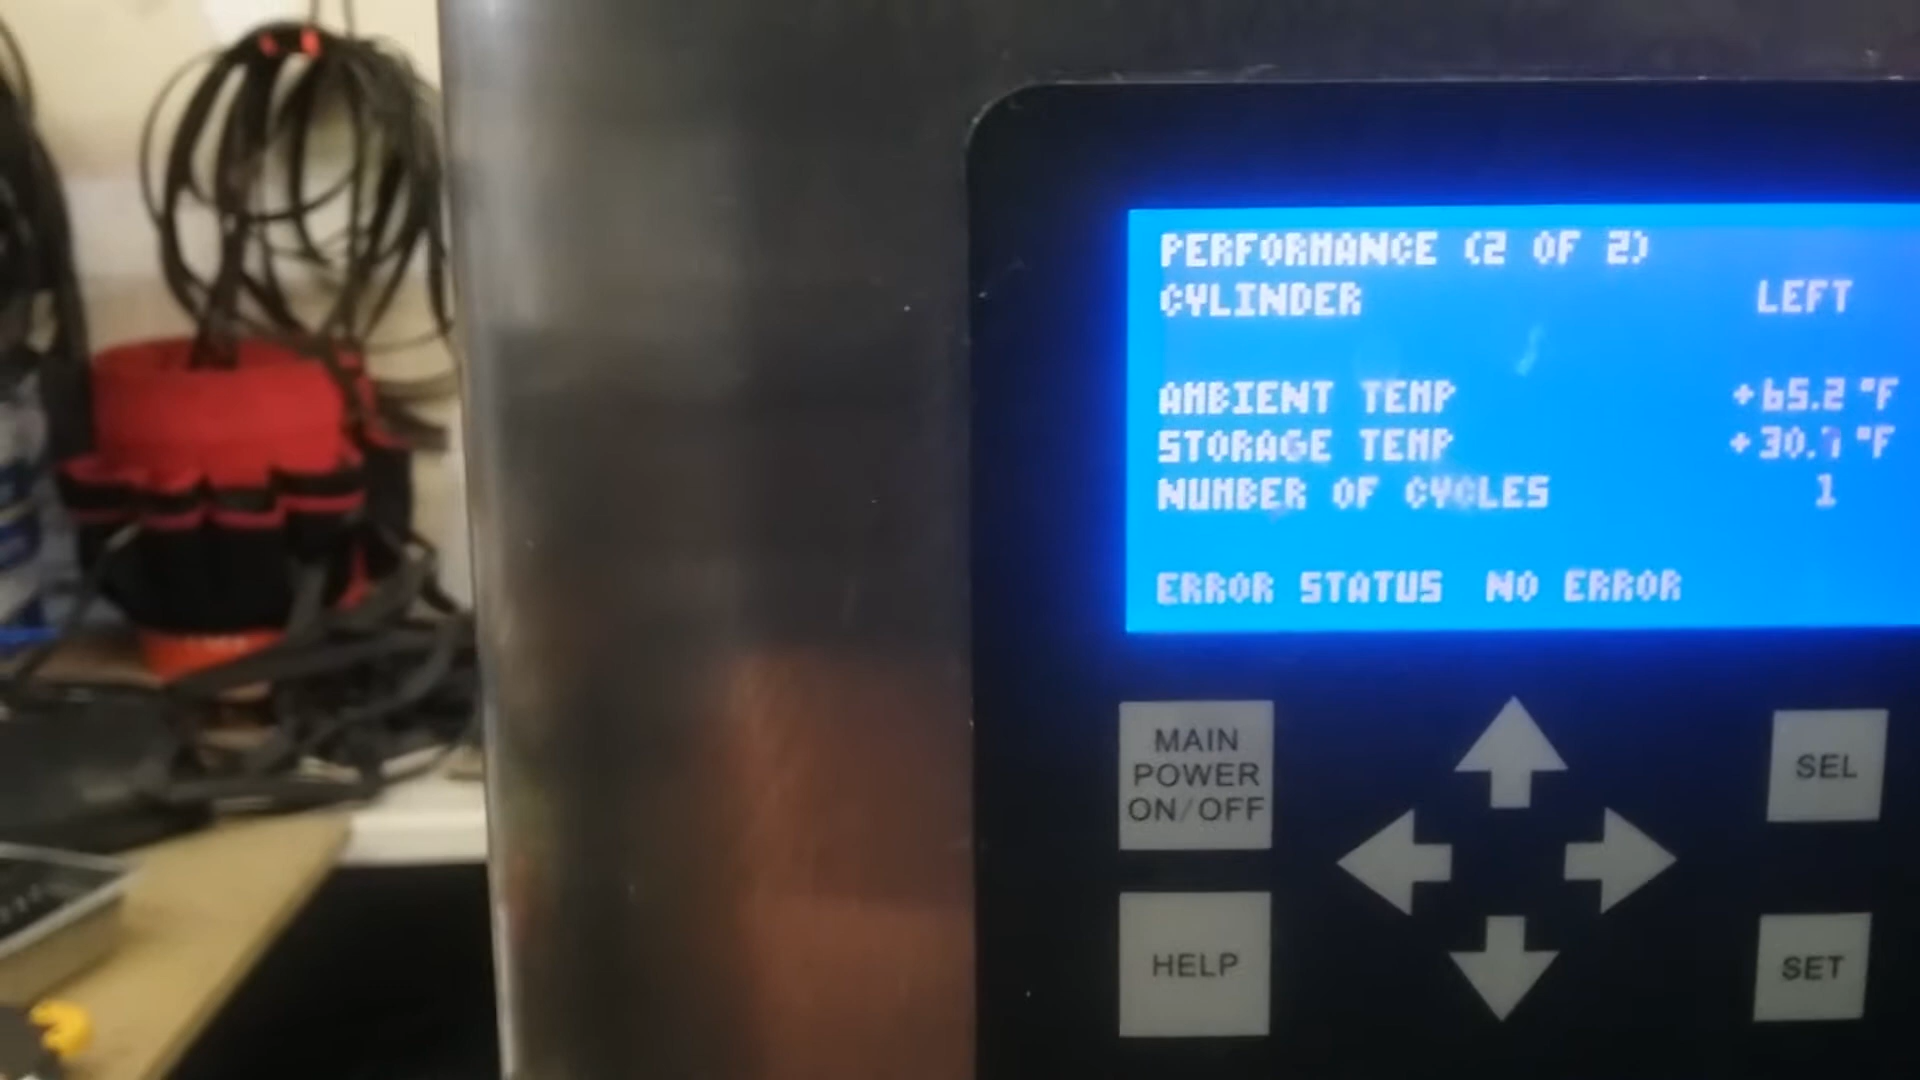 PERFORMANCE (2 OF 2)
CYLINDER LEFT
AMBIENT TEMP +65.2 °F
STORAGE TEMP +30.7 °F
NUMBER OF CYCLES 1
ERROR STATUS NO ERROR
MAIN
POWER
ON/OFF
SEL
HELP
SET